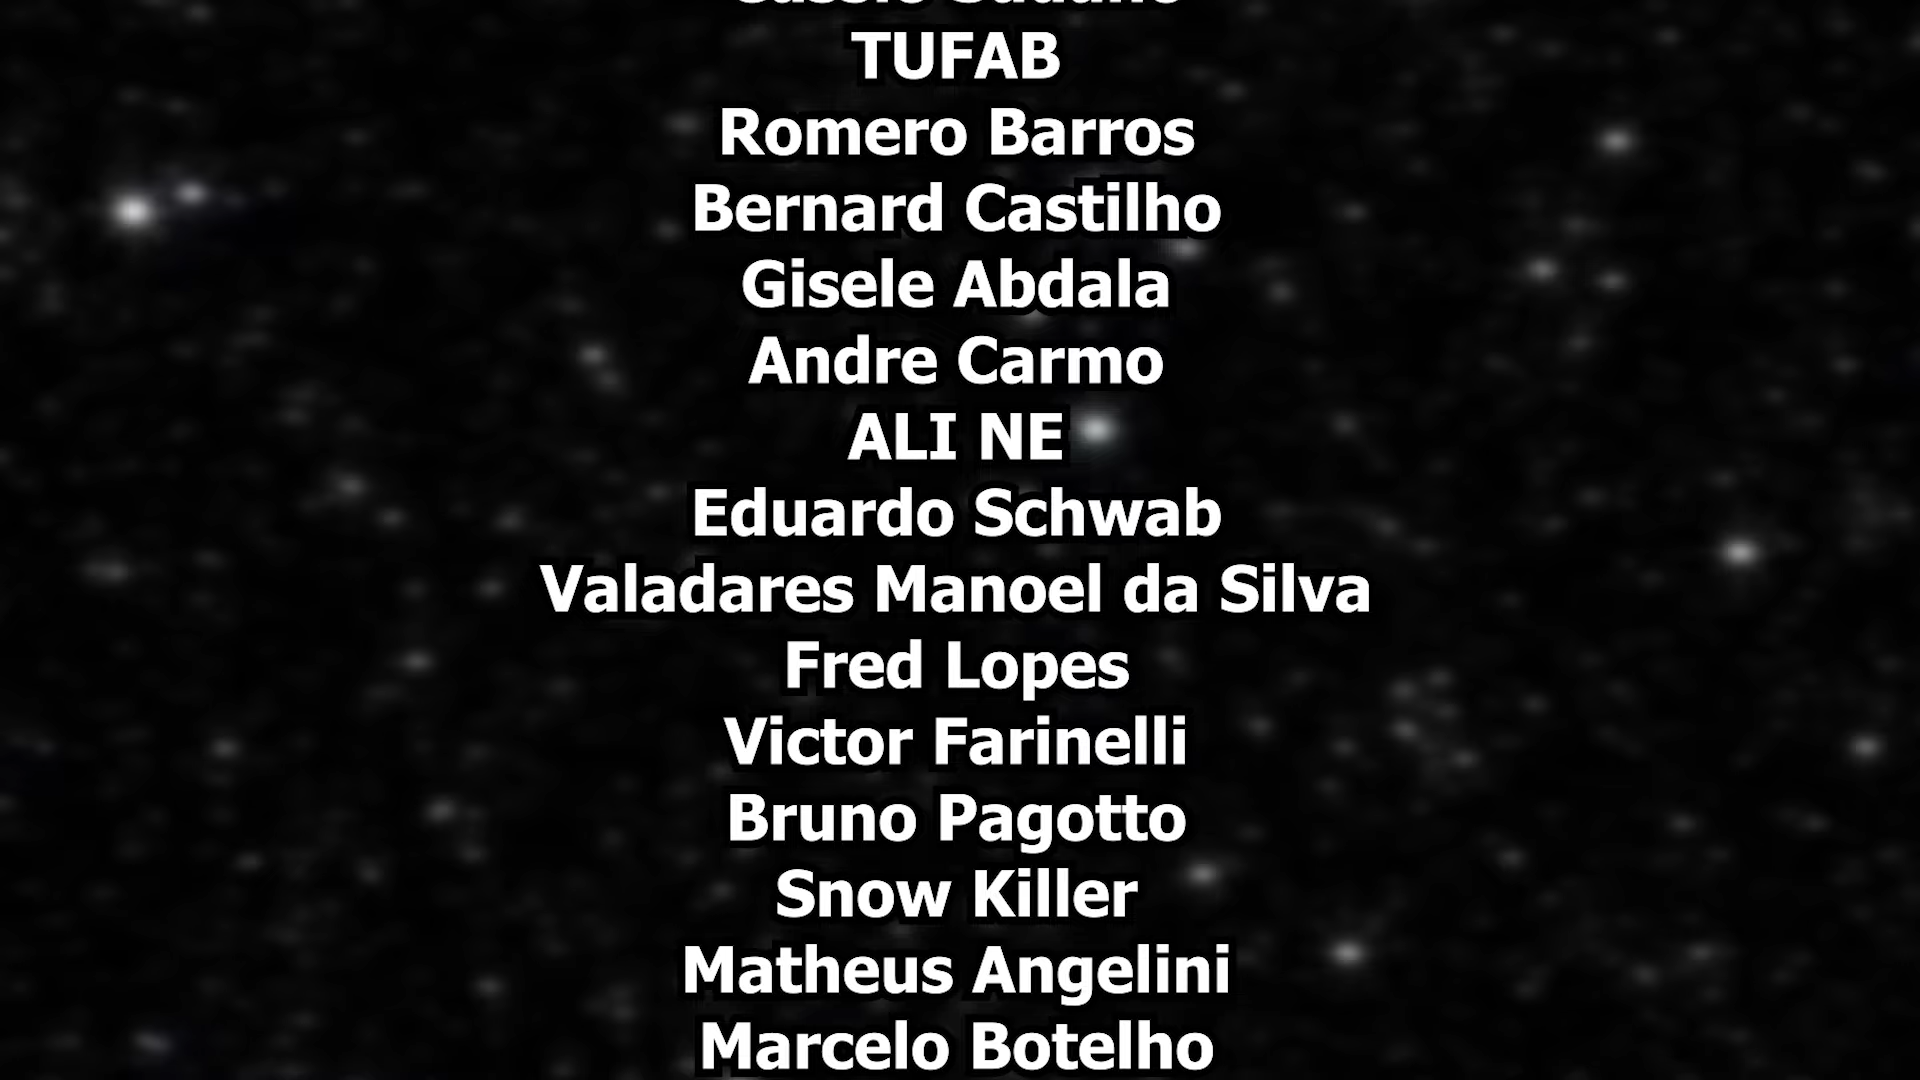 TUFAB
Romero Barros
Bernard Castilho
Gisele Abdala
Andre Carmo
ALI NE
Eduardo Schwab
Valadares Manoel da Silva
Fred Lopes
Victor Farinelli
Bruno Pagotto
Snow Killer
Matheus Angelini
Marcelo Botelho